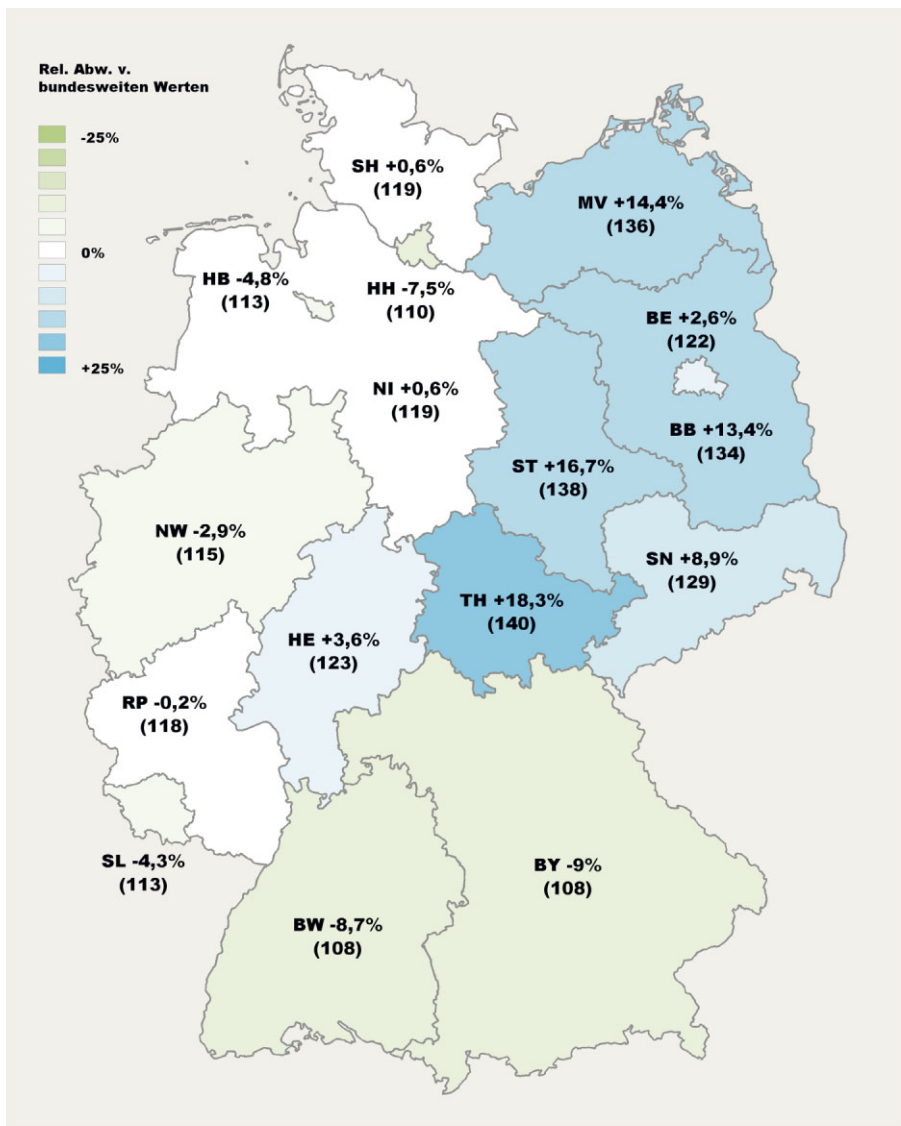 Rel. Abw. v.
bundesweiten Werten
-25%
0%
+25%
SH +0,6%
(119)
MV +14,4%
(136)
HB -4,8%
(113)
HH -7,5%
(110)
BE +2,6%
(122)
NI +0,6%
(119)
BB +13,4%
(134)
ST +16,7%
(138)
NW -2,9%
(115)
SN +8,9%
(129)
TH +18,3%
(140)
HE +3,6%
(123)
RP -0,2%
(118)
SL -4,3%
(113)
BY -9%
(108)
BW -8,7%
(108)